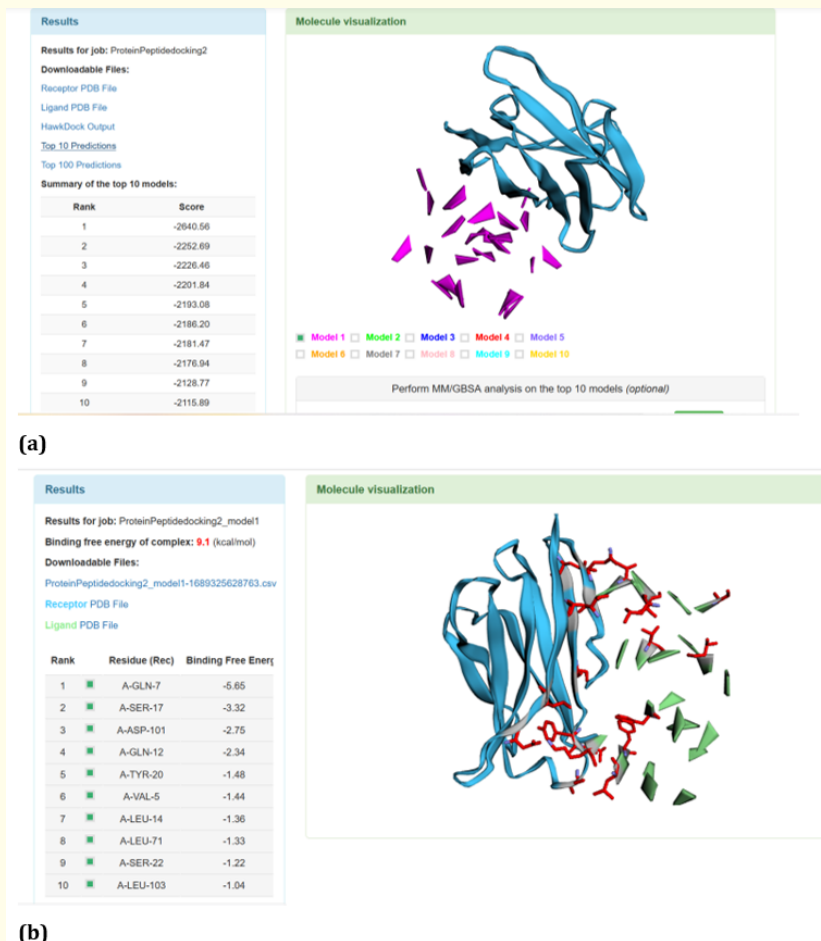 Results
Results for job: ProteinPeptidedocking2
Downloadable Files:
Receptor PDB File
Ligand PDB File
HawkDock Output
Top 10 Predictions
Top 100 Predictions
Summary of the top 10 models:
Rank Score
1 -2640.56
2 -2252.69
3 -2226.46
4 -2201.84
5 -2193.08
6 -2186.20
7 -2181.47
8 -2176.94
9 -2128.77
10 -2115.89
Molecule visualization
Model 1 Model 2 Model 3 Model 4 Model 5
Model 6 Model 7 Model 8 Model 9 Model 10
Perform MM/GBSA analysis on the top 10 models (optional)
(a)
Results
Results for job: ProteinPeptidedocking2_model1
Binding free energy of complex: 9.1 (kcal/mol)
Downloadable Files:
ProteinPeptidedocking2_model1-1689325628763.csv
Receptor PDB File
Ligand PDB File
Rank Residue (Rec) Binding Free Energ
1 A-GLN-7 -5.65
2 A-SER-17 -3.32
3 A-ASP-101 -2.75
4 A-GLN-12 -2.34
5 A-TYR-20 -1.48
6 A-VAL-5 -1.44
7 A-LEU-14 -1.36
8 A-LEU-71 -1.33
9 A-SER-22 -1.22
10 A-LEU-103 -1.04
Molecule visualization
(b)